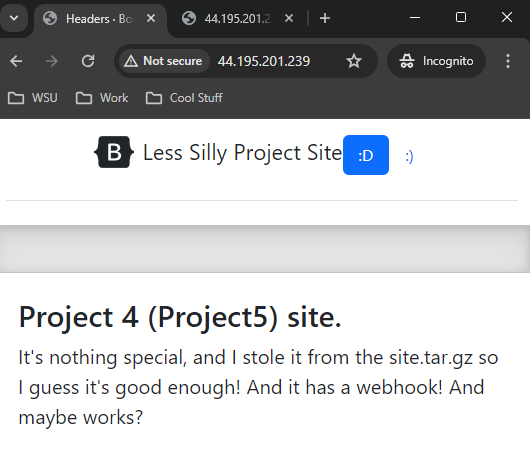 Headers · Bo
44.195.201.2
Not secure
44.195.201.239
Incognito
WSU
Work
Cool Stuff
B
Less Silly Project Site
:D
:)
Project 4 (Project5) site.
It's nothing special, and I stole it from the site.tar.gz so
I guess it's good enough! And it has a webhook! And
maybe works?